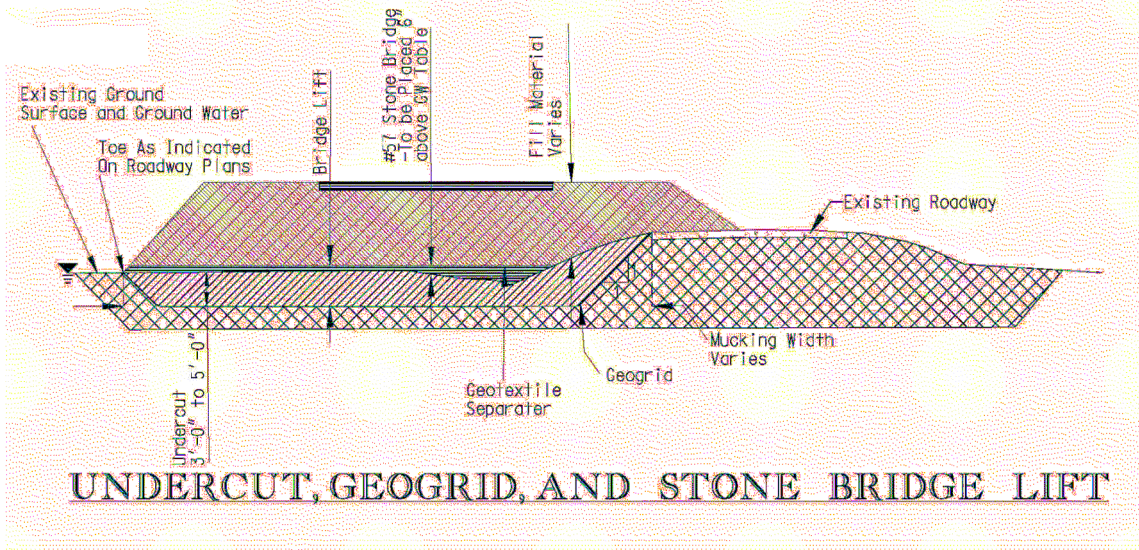 Existing Ground
Surface and Ground Water
Toe As Indicated
On Roadway Plans
Bridge Lift
#57 Stone Bridge
-To be Placed 6"
above GW Table
Fill Material
Varies
Existing Roadway
Mucking Width
Varies
Geogrid
Geotextile
Separater
Undercut
3'-0" to 5'-0"
UNDERCUT, GEOGRID, AND STONE BRIDGE LIFT